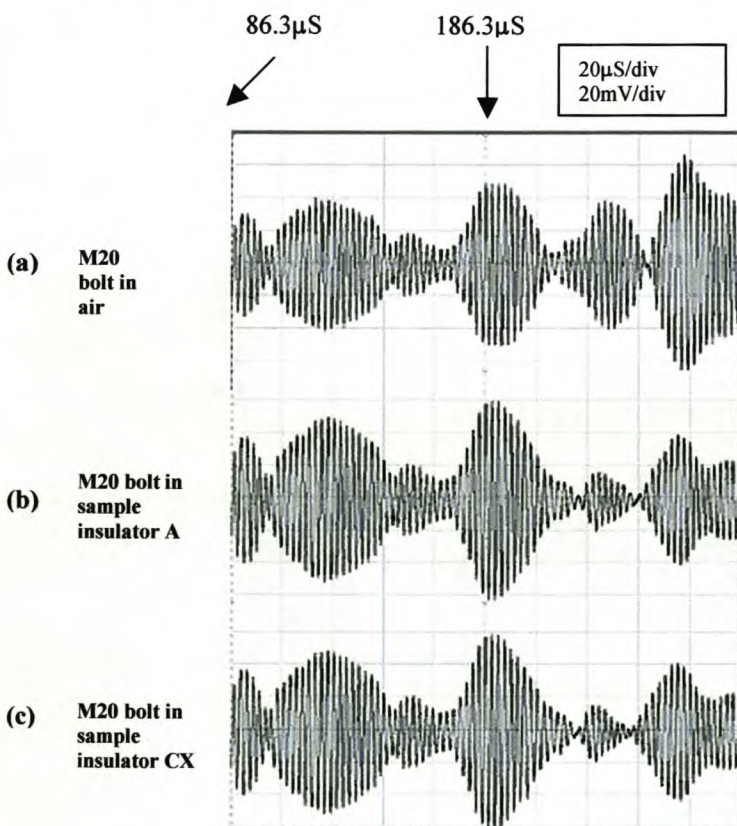 86.3μS 186.3μS
20μS/div
20mV/div
(a) M20
bolt in
air
(b) M20 bolt in
sample
insulator A
(c) M20 bolt in
sample
insulator CX